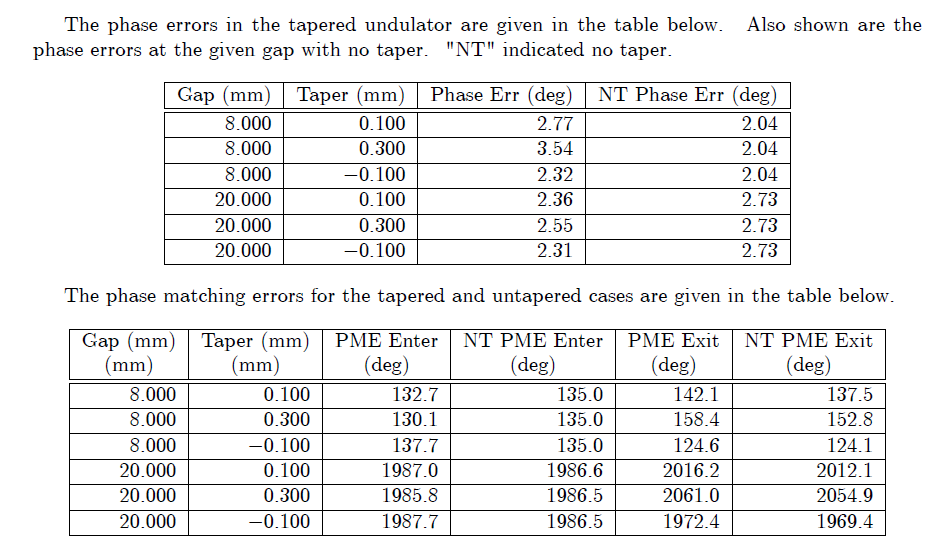 The phase errors in the tapered undulator are given in the table below. Also shown are the
phase errors at the given gap with no taper. "NT" indicated no taper.
Gap (mm) Taper (mm) Phase Err (deg) NT Phase Err (deg)
8.000 0.100 2.77 2.04
8.000 0.300 3.54 2.04
8.000 −0.100 2.32 2.04
20.000 0.100 2.36 2.73
20.000 0.300 2.55 2.73
20.000 −0.100 2.31 2.73
The phase matching errors for the tapered and untapered cases are given in the table below.
Gap (mm) Taper (mm) PME Enter NT PME Enter PME Exit NT PME Exit
(mm) (mm) (deg) (deg) (deg) (deg)
8.000 0.100 132.7 135.0 142.1 137.5
8.000 0.300 130.1 135.0 158.4 152.8
8.000 −0.100 137.7 135.0 124.6 124.1
20.000 0.100 1987.0 1986.6 2016.2 2012.1
20.000 0.300 1985.8 1986.5 2061.0 2054.9
20.000 −0.100 1987.7 1986.5 1972.4 1969.4